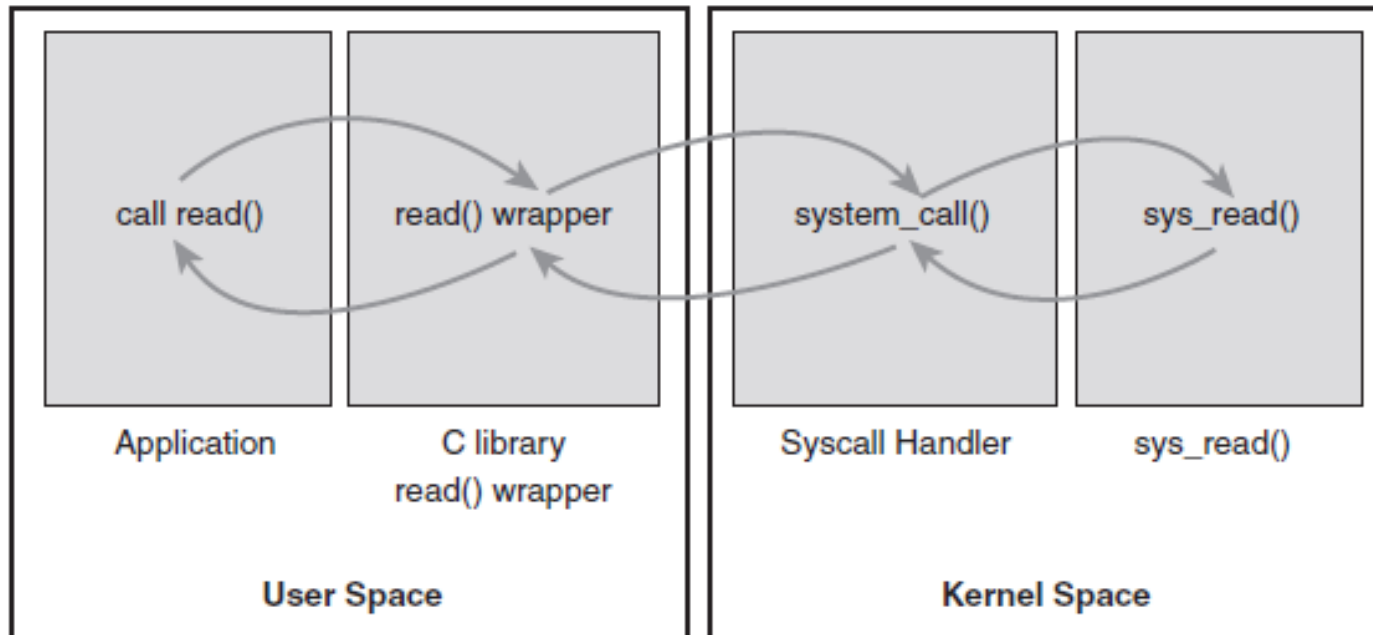 call read()
read() wrapper
system_call()
sys_read()
Application
C library
read() wrapper
Syscall Handler
sys_read()
User Space
Kernel Space